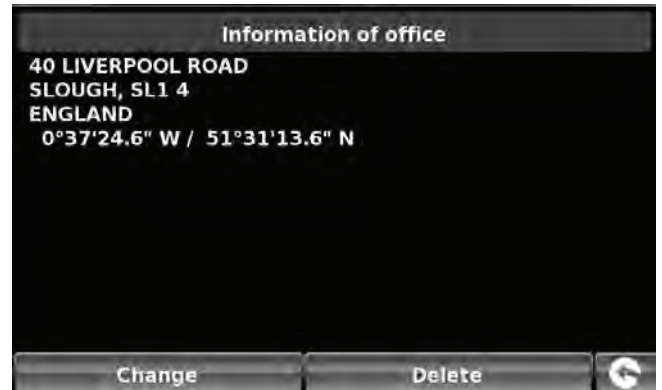 Information of office
40 LIVERPOOL ROAD
SLOUGH, SL1 4
ENGLAND
0°37'24.6" W / 51°31'13.6" N
Change Delete